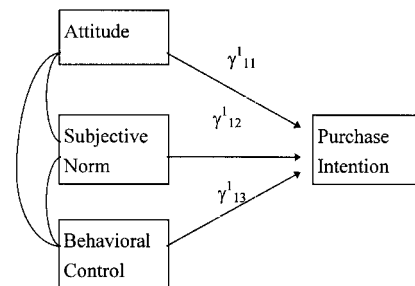 Attitude
γ¹₁₁
γ¹₁₂
Subjective
Norm
Purchase
Intention
γ¹₁₃
Behavioral
Control